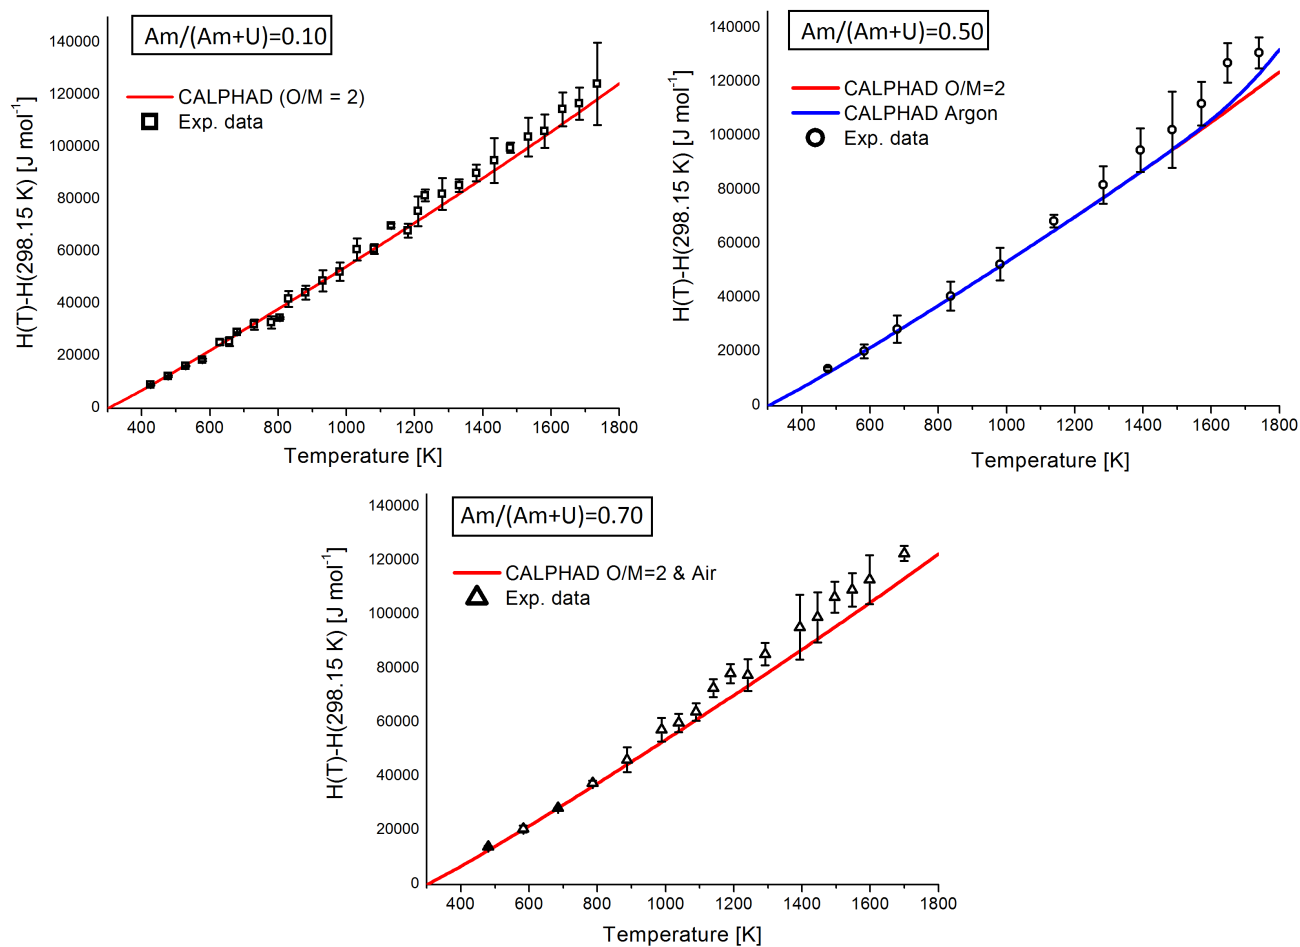 Am/(Am+U)=0.10
CALPHAD (O/M = 2)
Exp. data
H(T)-H(298.15 K) [J mol-1]
140000
120000
100000
80000
60000
40000
20000
0
400 600 800 1000 1200 1400 1600 1800
Temperature [K]
Am/(Am+U)=0.50
CALPHAD O/M=2
CALPHAD Argon
Exp. data
H(T)-H(298.15 K) [J mol-1]
140000
120000
100000
80000
60000
40000
20000
0
400 600 800 1000 1200 1400 1600 1800
Temperature [K]
Am/(Am+U)=0.70
CALPHAD O/M=2 & Air
Exp. data
H(T)-H(298.15 K) [J mol-1]
140000
120000
100000
80000
60000
40000
20000
0
400 600 800 1000 1200 1400 1600 1800
Temperature [K]